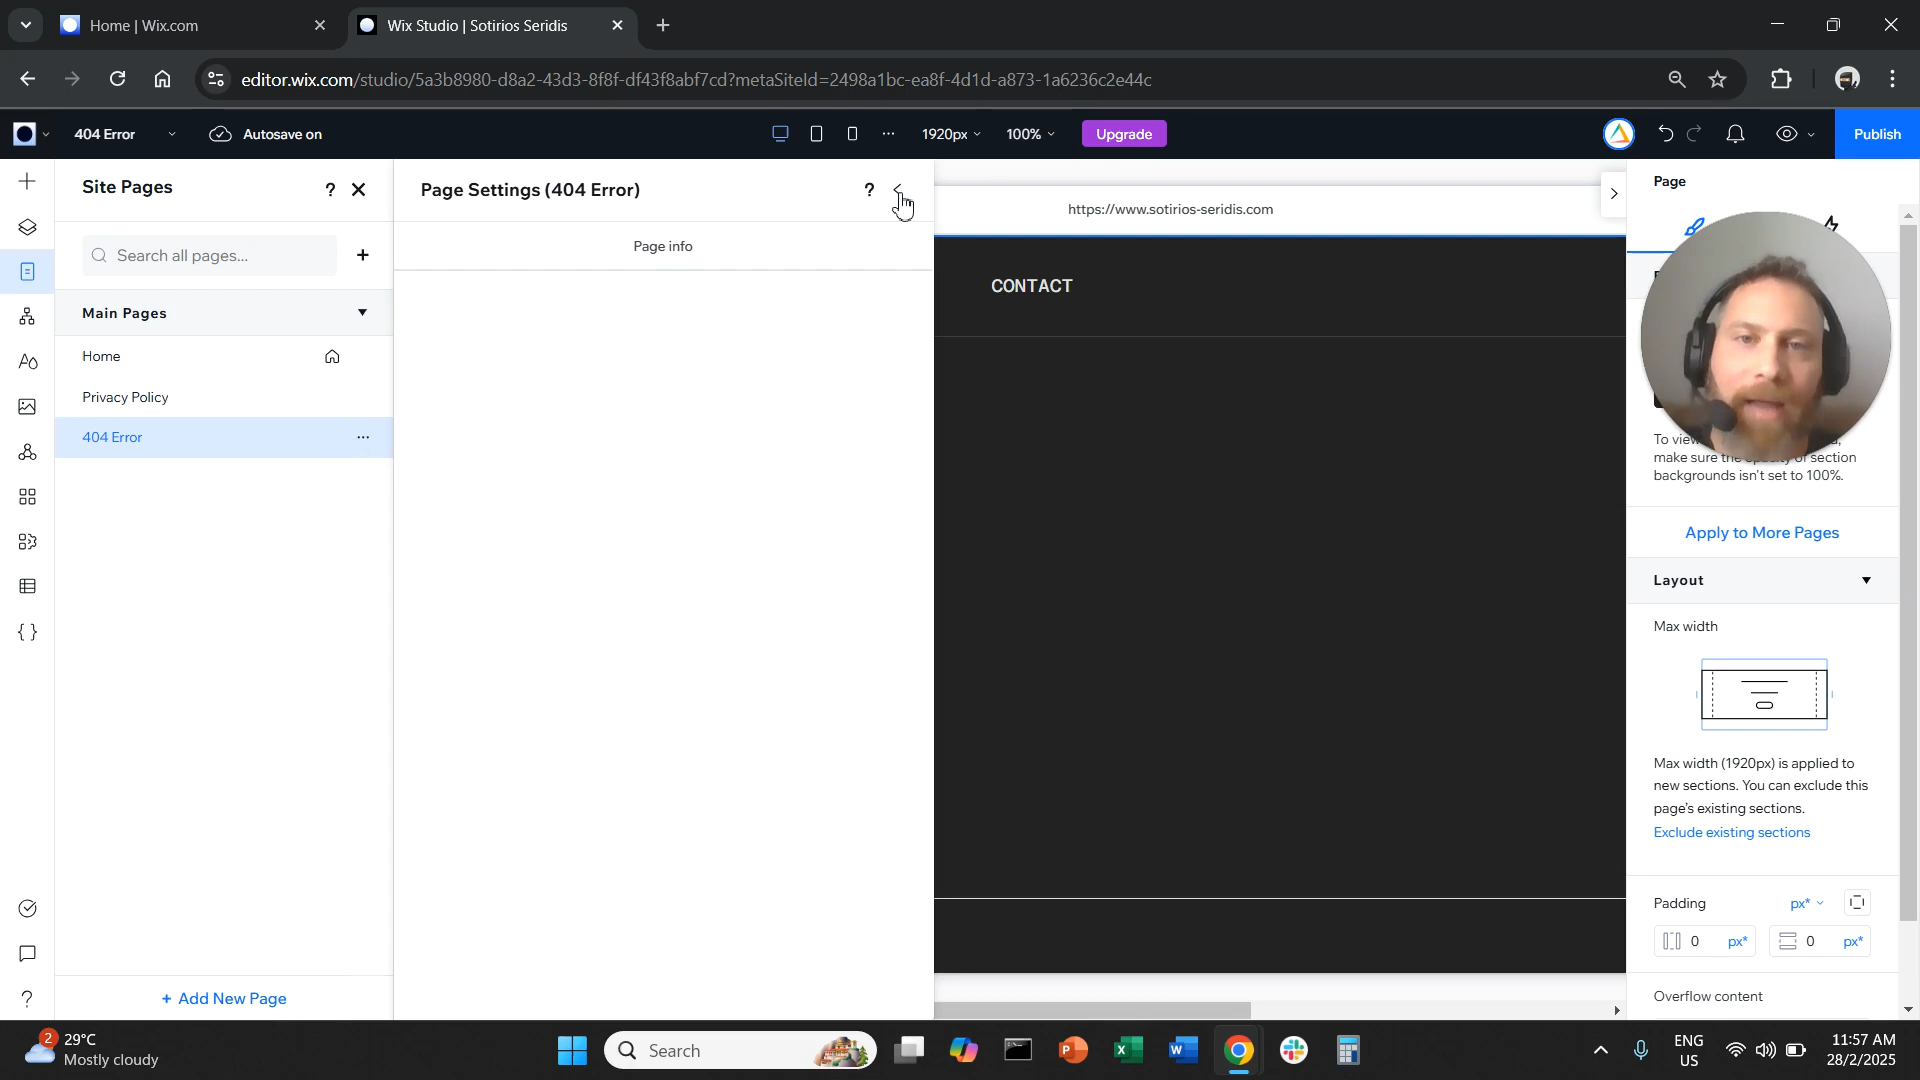 Home | Wix.com
Wix Studio | Sotirios Seridis
editor.wix.com/studio/5a3b8980-d8a2-43d3-8f8f-df43f8abf7cd?metaSiteId=2498a1bc-ea8f-4d1d-a873-1a6236c2e44c
404 Error
Autosave on
1920px
100%
Upgrade
Publish
Site Pages
?
Page Settings (404 Error)
?
Page
https://www.sotirios-seridis.com
Search all pages...
Page info
CONTACT
Main Pages
Home
Privacy Policy
404 Error
To view
make sure the opacity of section
backgrounds isn't set to 100%.
Apply to More Pages
Layout
Max width
Max width (1920px) is applied to
new sections. You can exclude this
page's existing sections.
Exclude existing sections
Padding
px*
0 px*
0 px*
Overflow content
+ Add New Page
2
29°C
Mostly cloudy
Search
ENG
US
11:57 AM
28/2/2025